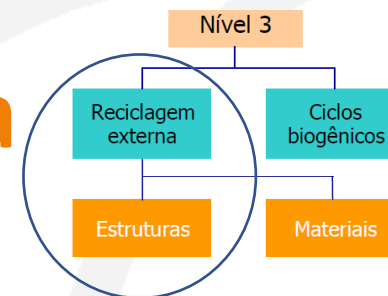 Nível 3
Reciclagem
externa
Ciclos
biogênicos
Estruturas
Materiais